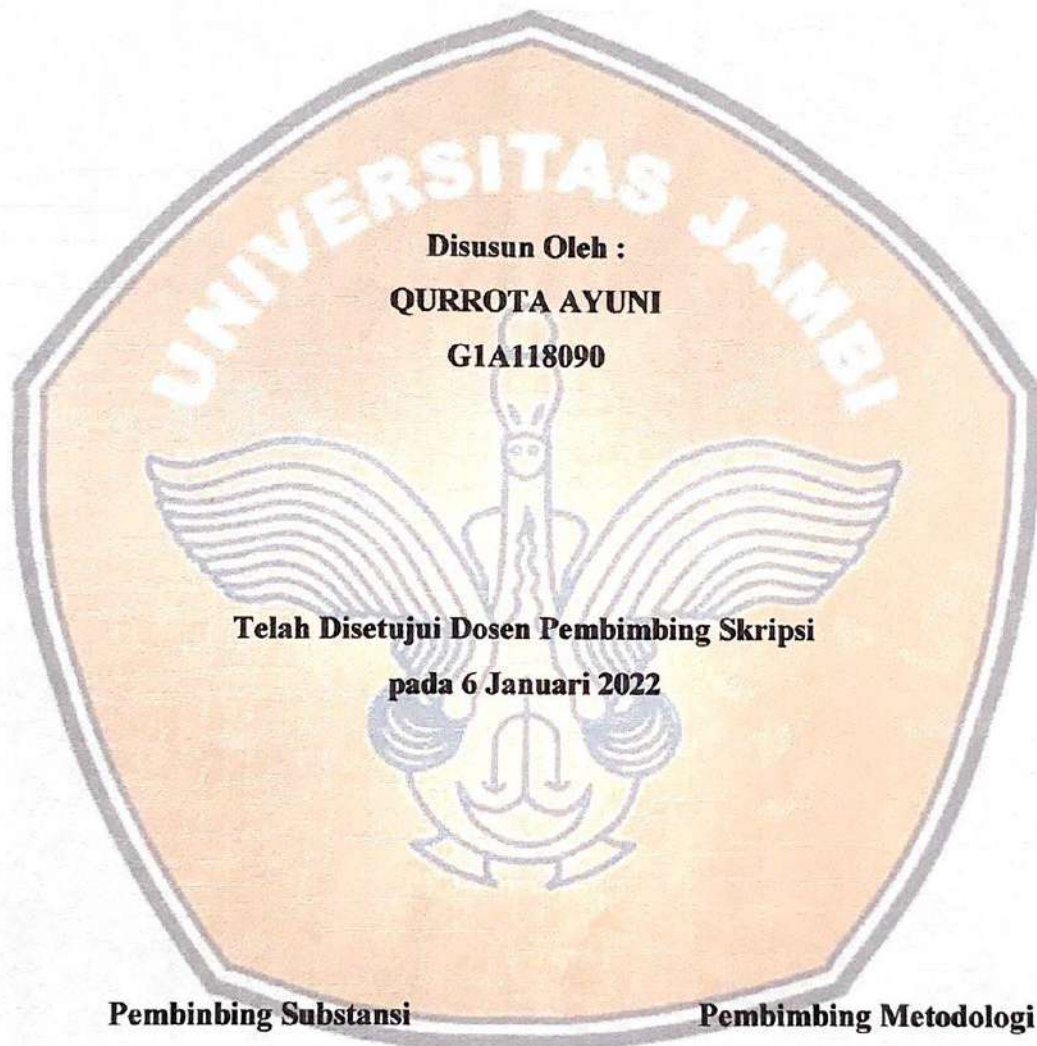 UNIVERSITAS JAMBI
Disusun Oleh :
QURROTA AYUNI
G1A118090
Telah Disetujui Dosen Pembimbing Skripsi
pada 6 Januari 2022
Pembinbing Substansi
Pembimbing Metodologi